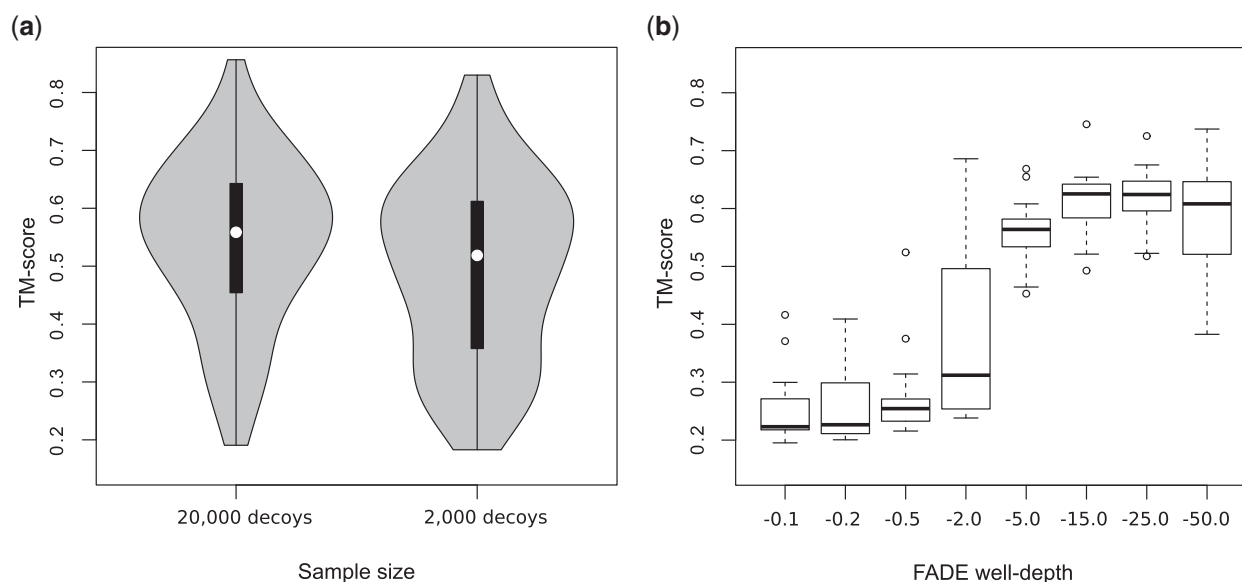 (a)
TM-score
0.8
0.7
0.6
0.5
0.4
0.3
0.2
20,000 decoys 2,000 decoys
Sample size
(b)
TM-score
0.8
0.7
0.6
0.5
0.4
0.3
0.2
-0.1 -0.2 -0.5 -2.0 -5.0 -15.0 -25.0 -50.0
FADE well-depth